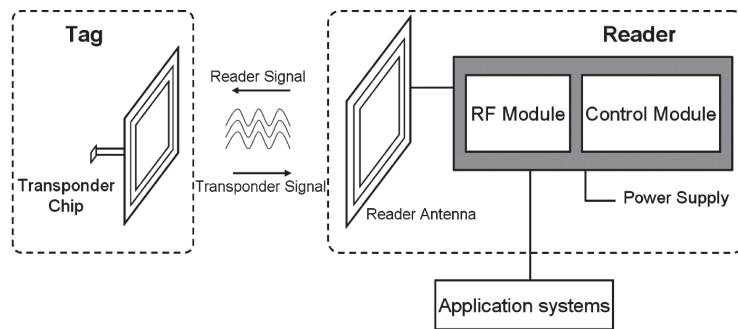 Tag
Reader
Reader Signal
RF Module
Control Module
Transponder
Chip
Transponder Signal
Reader Antenna
Power Supply
Application systems